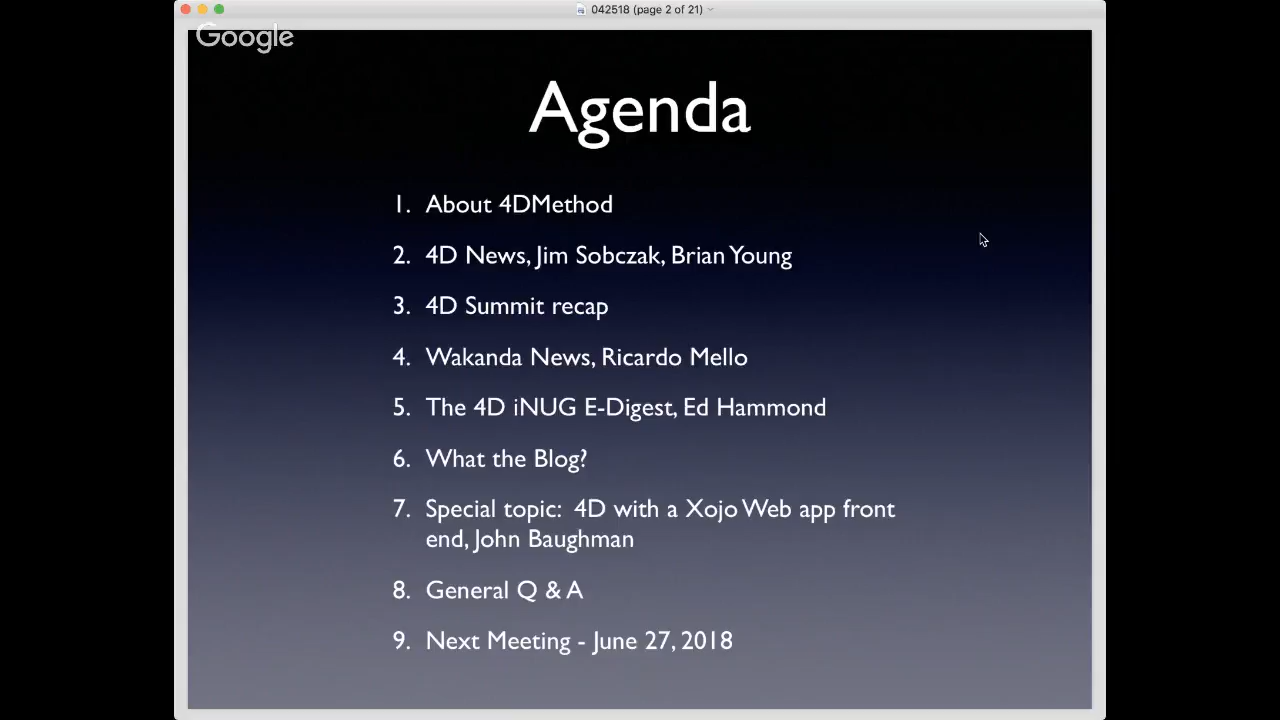 042518 (page 2 of 21)
Google
Agenda
1. About 4DMethod
2. 4D News, Jim Sobczak, Brian Young
3. 4D Summit recap
4. Wakanda News, Ricardo Mello
5. The 4D iNUG E-Digest, Ed Hammond
6. What the Blog?
7. Special topic: 4D with a Xojo Web app front
end, John Baughman
8. General Q & A
9. Next Meeting - June 27, 2018